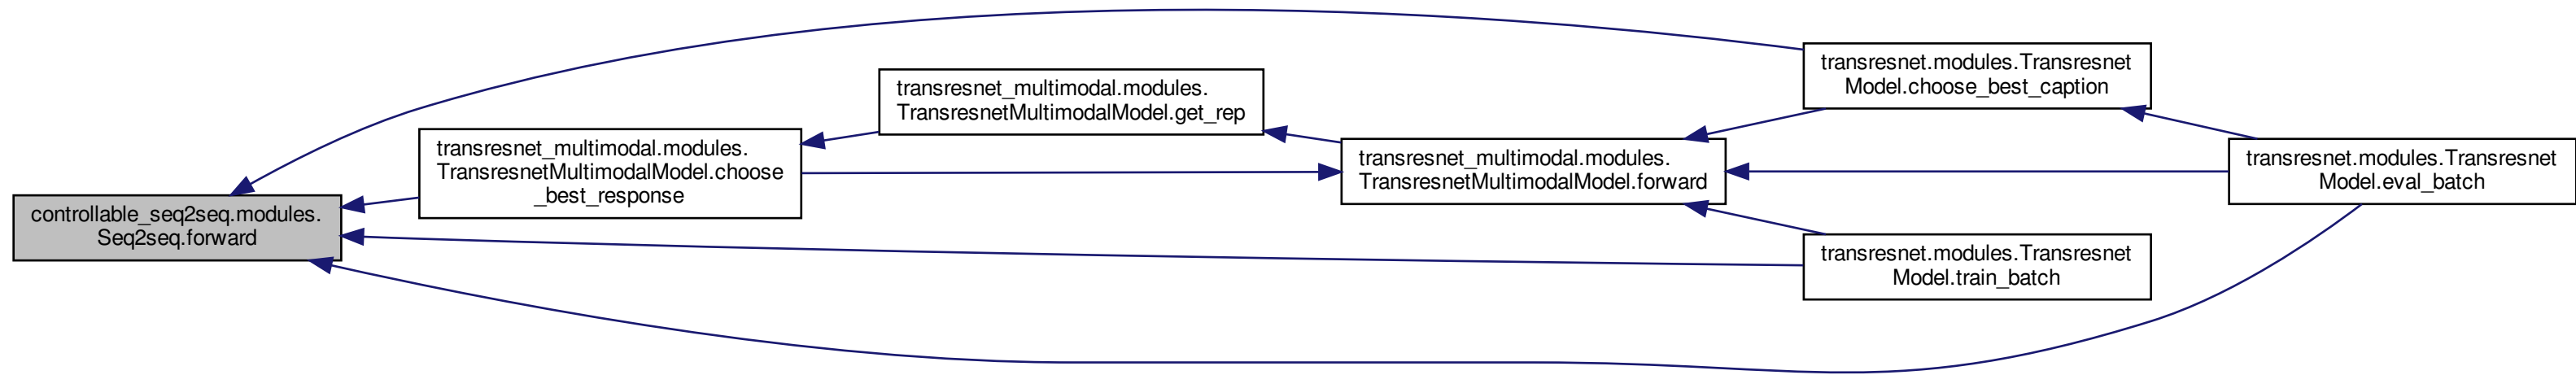 controllable_seq2seq.modules.
Seq2seq.forward
transresnet_multimodal.modules.
TransresnetMultimodalModel.choose
_best_response
transresnet_multimodal.modules.
TransresnetMultimodalModel.get_rep
transresnet_multimodal.modules.
TransresnetMultimodalModel.forward
transresnet.modules.Transresnet
Model.choose_best_caption
transresnet.modules.Transresnet
Model.train_batch
transresnet.modules.Transresnet
Model.eval_batch